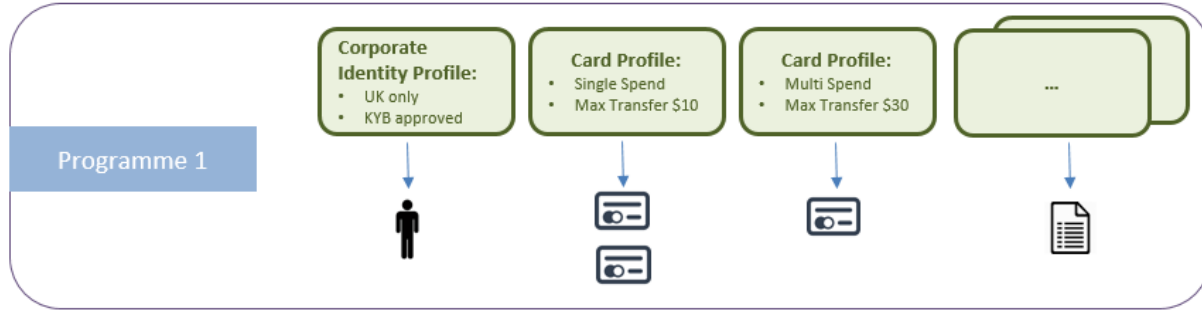 Corporate
Identity Profile:
• UK only
• KYB approved
Card Profile:
• Single Spend
• Max Transfer $10
Card Profile:
• Multi Spend
• Max Transfer $30
...
Programme 1